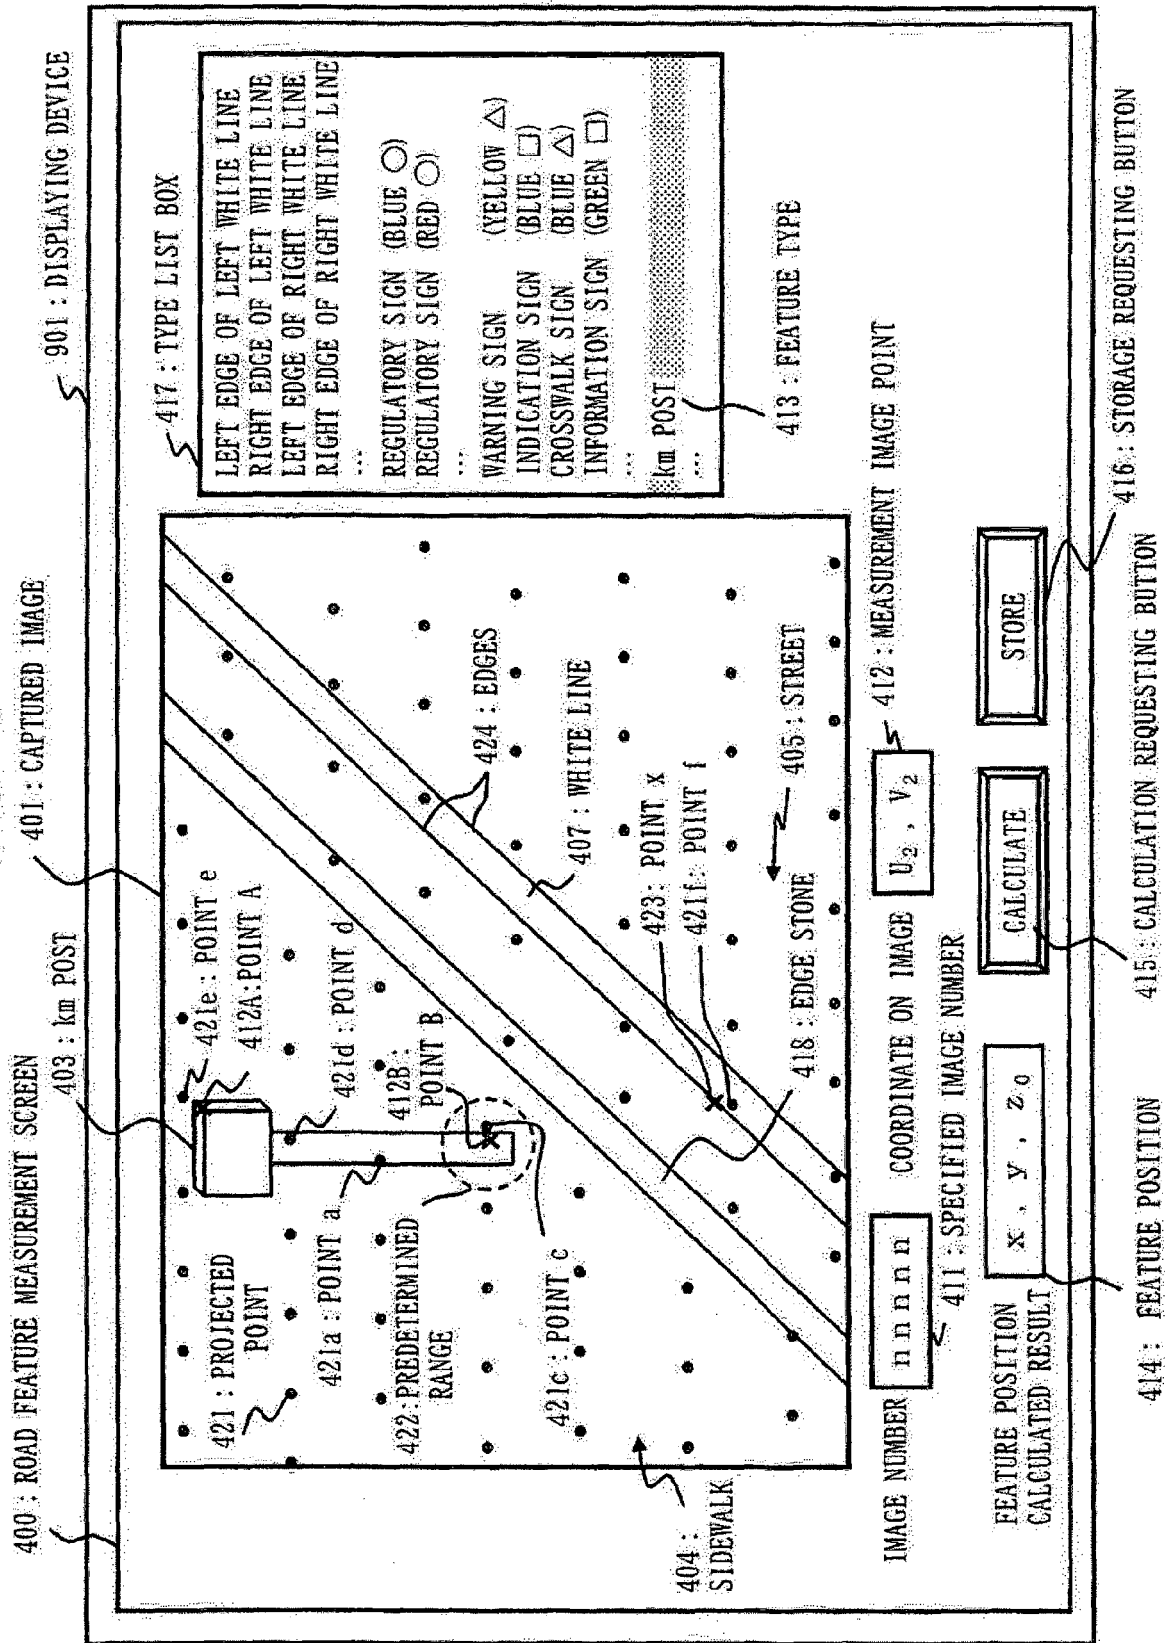 400 : ROAD FEATURE MEASUREMENT SCREEN
403 : km POST
401 : CAPTURED IMAGE
901 : DISPLAYING DEVICE
417 : TYPE LIST BOX
LEFT EDGE OF LEFT WHITE LINE
RIGHT EDGE OF LEFT WHITE LINE
LEFT EDGE OF RIGHT WHITE LINE
RIGHT EDGE OF RIGHT WHITE LINE
...
REGULATORY SIGN (BLUE ○)
REGULATORY SIGN (RED ○)
...
WARNING SIGN (YELLOW △)
INDICATION SIGN (BLUE □)
CROSSWALK SIGN (BLUE △)
INFORMATION SIGN (GREEN □)
...
km POST
...
413 : FEATURE TYPE
421 : PROJECTED
POINT
421e : POINT e
412A:POINT A
421a : POINT a
421d : POINT d
412B :
POINT B
422:PREDETERMINED
RANGE
421c : POINT c
424 : EDGES
407 : WHITE LINE
423: POINT x
421f: POINT f
418 : EDGE STONE
405 : STREET
404 :
SIDEWALK
IMAGE NUMBER
n n n n n
411 : SPECIFIED IMAGE NUMBER
COORDINATE ON IMAGE
U₂ , V₂
412 : MEASUREMENT IMAGE POINT
FEATURE POSITION
CALCULATED RESULT
x , y , z₀
CALCULATE
STORE
414 : FEATURE POSITION
415 : CALCULATION REQUESTING BUTTON
416 : STORAGE REQUESTING BUTTON